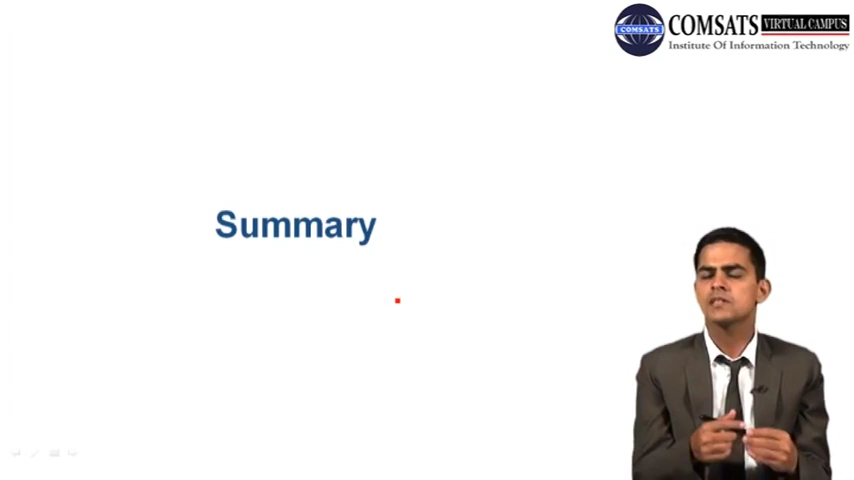 COMSATS VIRTUAL CAMPUS
Institute Of Information Technology
COMSATS
Summary